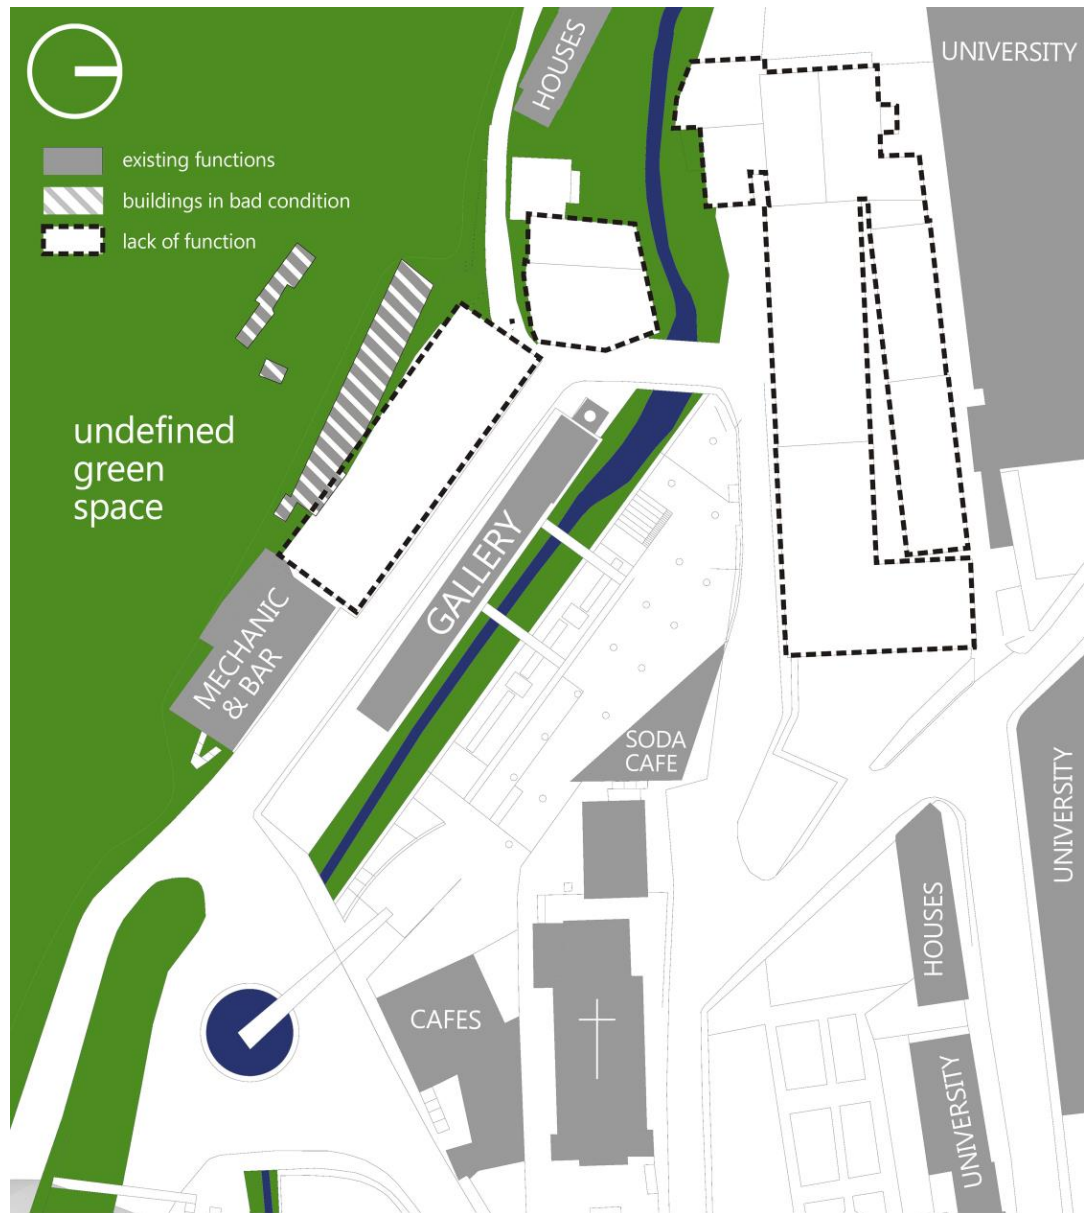 HOUSES
UNIVERSITY
existing functions
buildings in bad condition
lack of function
undefined
green
space
GALLERY
MECHANIC
& BAR
SODA
CAFE
UNIVERSITY
HOUSES
CAFES
UNIVERSITY